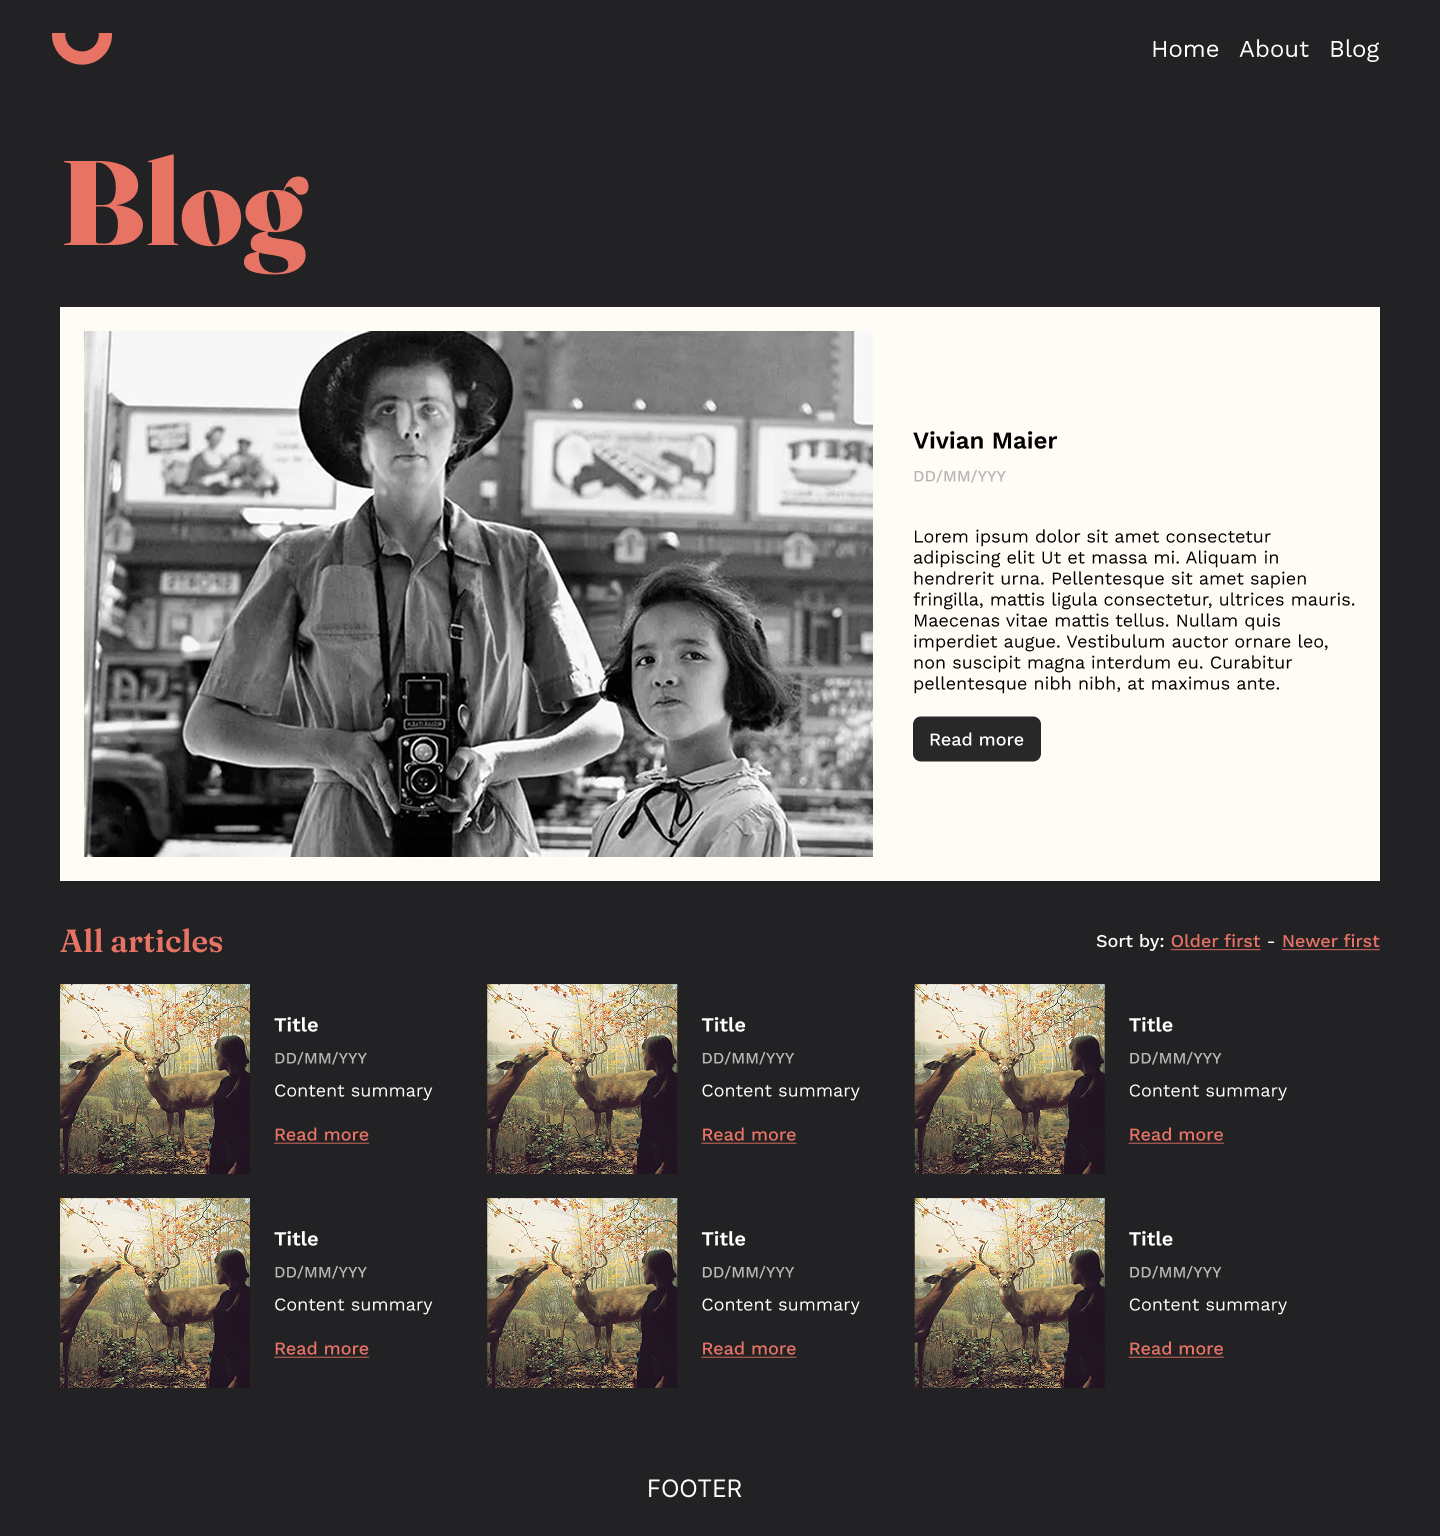 Home About Blog
Blog
Vivian Maier
DD/MM/YYY
Lorem ipsum dolor sit amet consectetur
adipiscing elit Ut et massa mi. Aliquam in
hendrerit urna. Pellentesque sit amet sapien
fringilla, mattis ligula consectetur, ultrices mauris.
Maecenas vitae mattis tellus. Nullam quis
imperdiet augue. Vestibulum auctor ornare leo,
non suscipit magna interdum eu. Curabitur
pellentesque nibh nibh, at maximus ante.
Read more
All articles
Sort by: Older first - Newer first
Title
DD/MM/YYY
Content summary
Read more
Title
DD/MM/YYY
Content summary
Read more
Title
DD/MM/YYY
Content summary
Read more
Title
DD/MM/YYY
Content summary
Read more
Title
DD/MM/YYY
Content summary
Read more
Title
DD/MM/YYY
Content summary
Read more
FOOTER